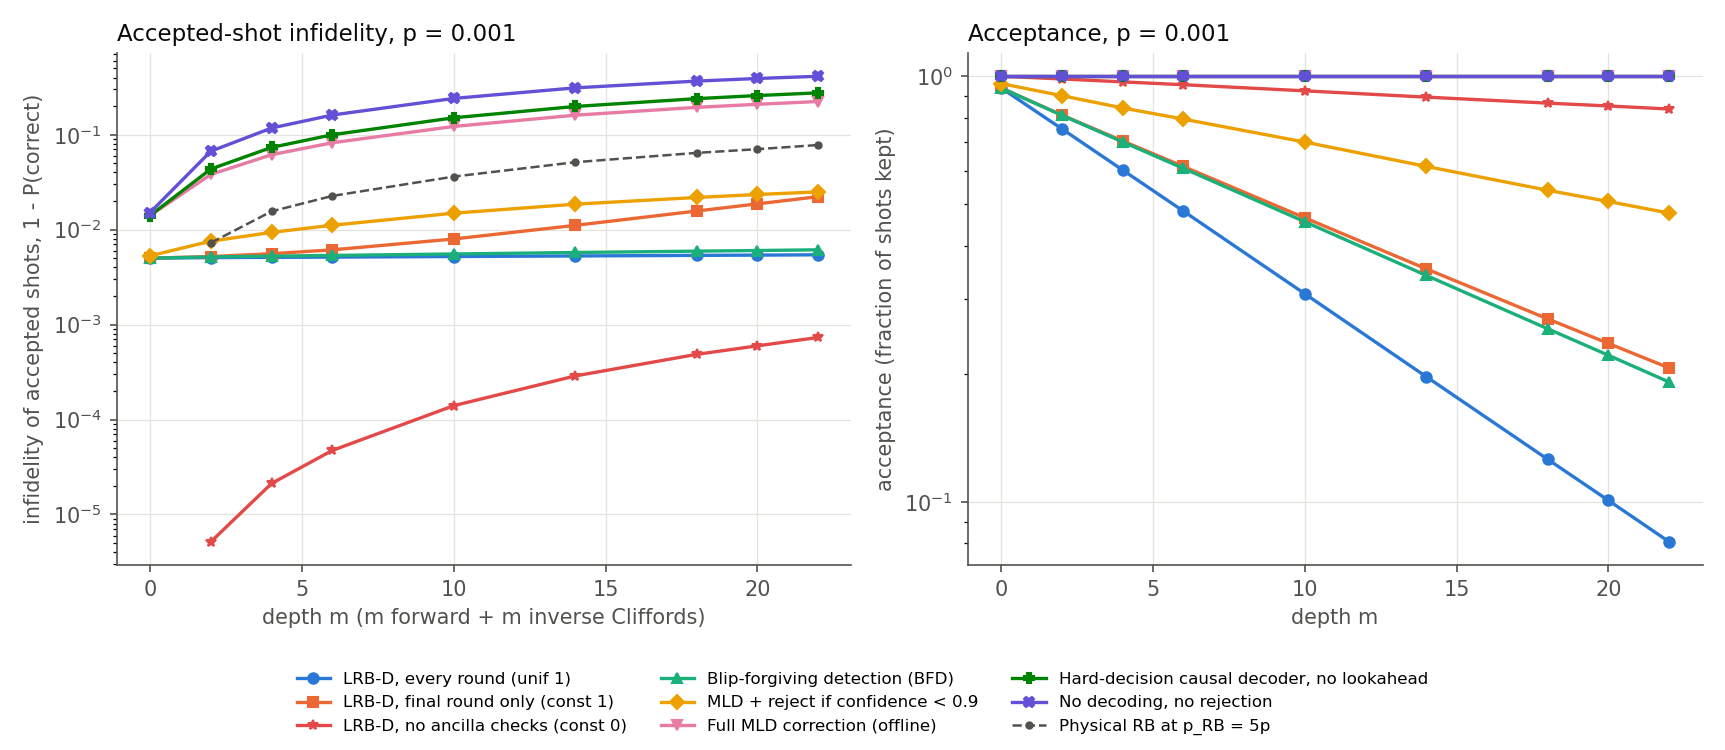 Accepted-shot infidelity, p = 0.001
infidelity of accepted shots, 1 - P(correct)
10⁻¹
10⁻²
10⁻³
10⁻⁴
10⁻⁵
0 5 10 15 20
depth m (m forward + m inverse Cliffords)
Acceptance, p = 0.001
acceptance (fraction of shots kept)
10⁰
10⁻¹
0 5 10 15 20
depth m
LRB-D, every round (unif 1)
LRB-D, final round only (const 1)
LRB-D, no ancilla checks (const 0)
Blip-forgiving detection (BFD)
MLD + reject if confidence < 0.9
Full MLD correction (offline)
Hard-decision causal decoder, no lookahead
No decoding, no rejection
Physical RB at p_RB = 5p